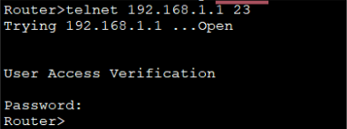 Router>telnet 192.168.1.1 23
Trying 192.168.1.1 ...Open
User Access Verification
Password:
Router>